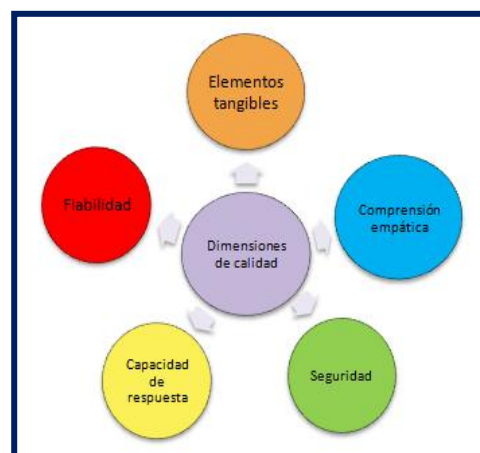 Elementos
tangibles
Fiabilidad
Comprensión
empática
Dimensiones
de calidad
Capacidad
de
respuesta
Seguridad